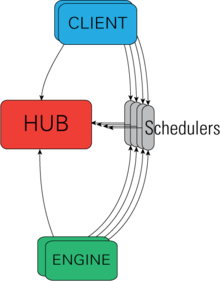 CLIENT
HUB
Schedulers
ENGINE